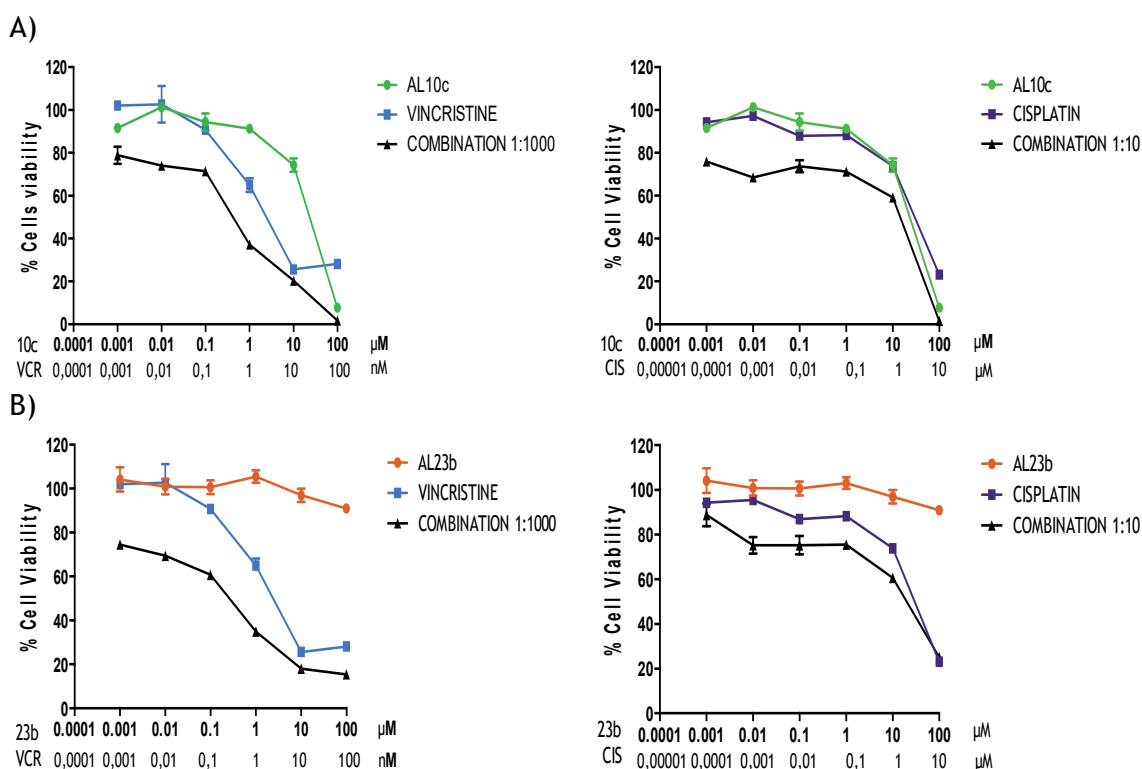 A)
AL10c
VINCRISTINE
COMBINATION 1:1000
% Cells viability
120
100
80
60
40
20
0
10c 0.0001 0.001 0.01 0.1 1 10 100 µM
VCR 0,0001 0,001 0,01 0,1 1 10 100 nM
AL10c
CISPLATIN
COMBINATION 1:10
% Cell Viability
120
100
80
60
40
20
0
10c 0.0001 0.001 0.01 0.1 1 10 100 µM
CIS 0,00001 0,0001 0,001 0,01 0,1 1 10 µM
B)
AL23b
VINCRISTINE
COMBINATION 1:1000
% Cell Viability
120
100
80
60
40
20
0
23b 0.0001 0.001 0.01 0.1 1 10 100 µM
VCR 0,0001 0,001 0,01 0,1 1 10 100 nM
AL23b
CISPLATIN
COMBINATION 1:10
% Cell Viability
120
100
80
60
40
20
0
23b 0.0001 0.001 0.01 0.1 1 10 100 µM
CIS 0,00001 0,0001 0,001 0,01 0,1 1 10 µM